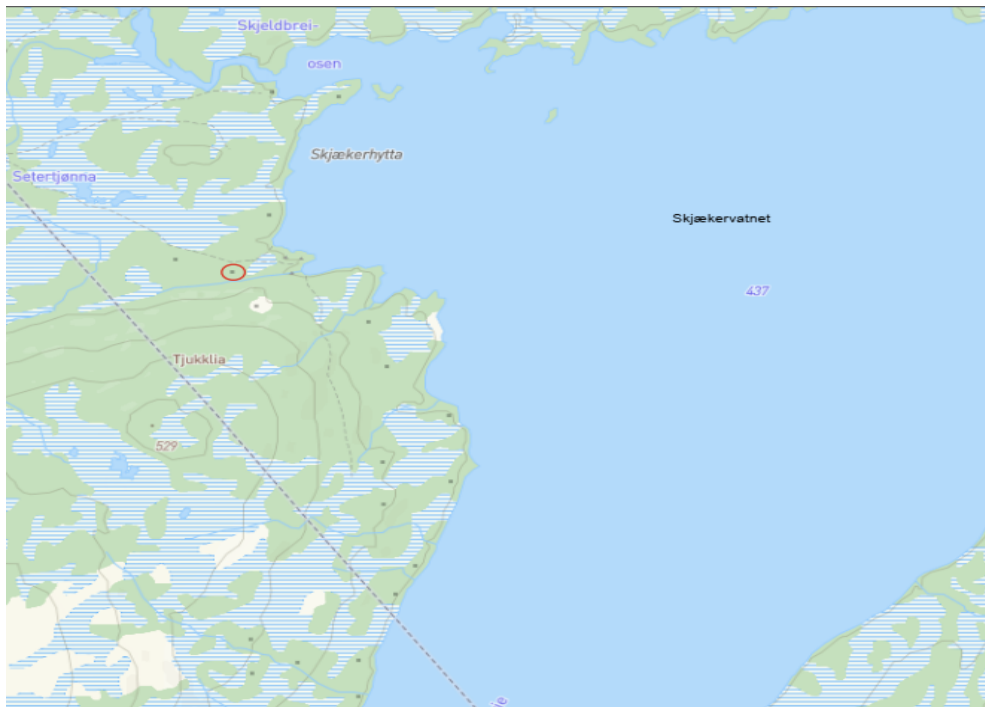 Skjeldbrei-
osen
Skjækerhytta
Setertjønna
Skjækervatnet
437
Tjukklia
529